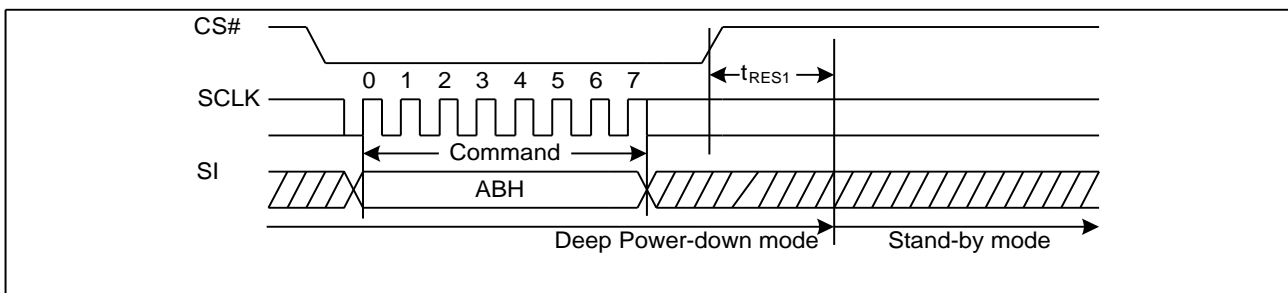 CS#
tRES1
0 1 2 3 4 5 6 7
SCLK
Command
SI
ABH
Deep Power-down mode Stand-by mode